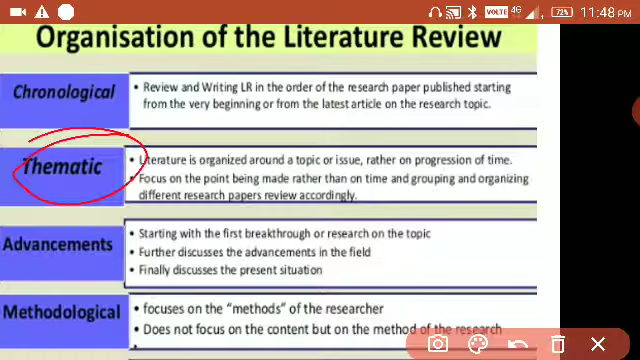 VOLTE 4G 72% 11:48 PM
Organisation of the Literature Review
Chronological
• Review and Writing LR in the order of the research paper published starting
from the very beginning or from the latest article on the research topic.
Thematic
• Literature is organized around a topic or issue, rather on progression of time.
• Focus on the point being made rather than on time and grouping and organizing
different research papers review accordingly.
Advancements
• Starting with the first breakthrough or research on the topic
• Further discusses the advancements in the field
• Finally discusses the present situation
Methodological
• focuses on the “methods” of the researcher
• Does not focus on the content but on the method of the research